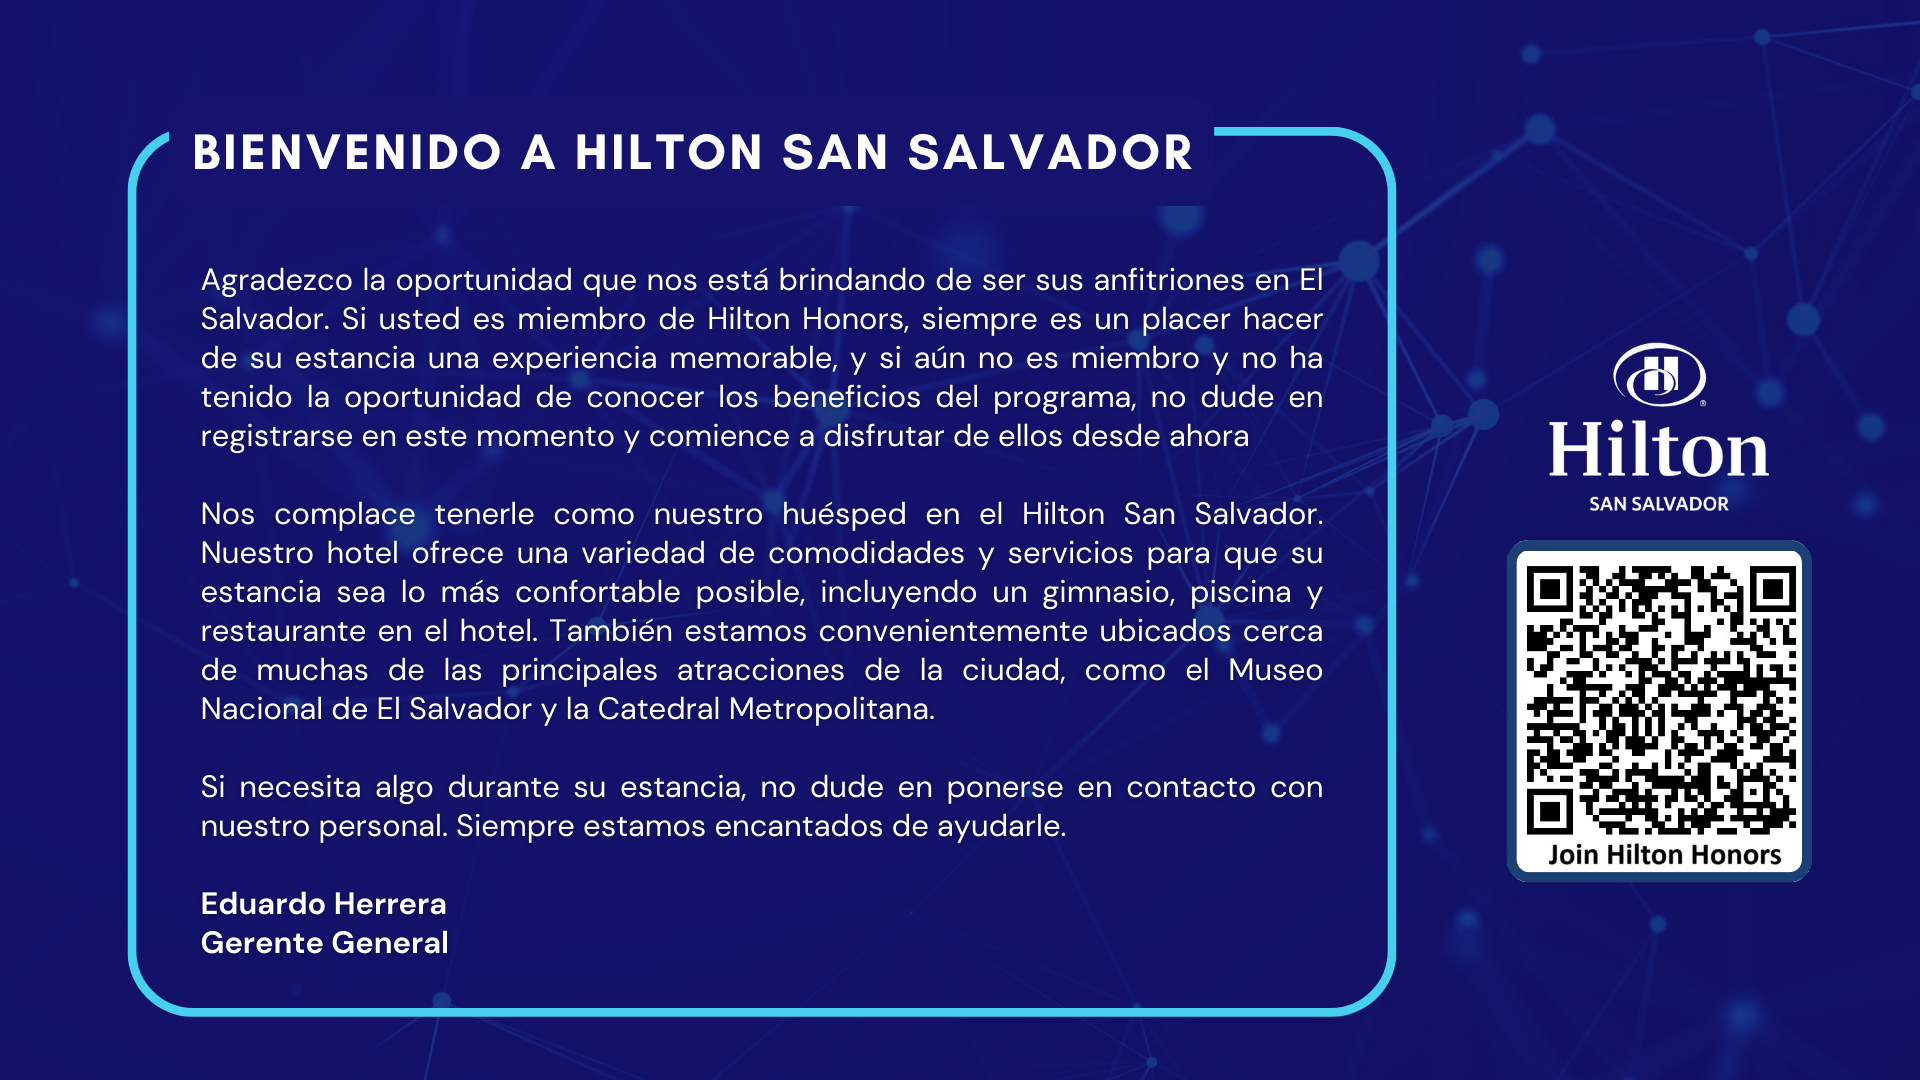 BIENVENIDO A HILTON SAN SALVADOR
Agradezco la oportunidad que nos está brindando de ser sus anfitriones en El
Salvador. Si usted es miembro de Hilton Honors, siempre es un placer hacer
de su estancia una experiencia memorable, y si aún no es miembro y no ha
tenido la oportunidad de conocer los beneficios del programa, no dude en
registrarse en este momento y comience a disfrutar de ellos desde ahora
Nos complace tenerle como nuestro huésped en el Hilton San Salvador.
Nuestro hotel ofrece una variedad de comodidades y servicios para que su
estancia sea lo más confortable posible, incluyendo un gimnasio, piscina y
restaurante en el hotel. También estamos convenientemente ubicados cerca
de muchas de las principales atracciones de la ciudad, como el Museo
Nacional de El Salvador y la Catedral Metropolitana.
Si necesita algo durante su estancia, no dude en ponerse en contacto con
nuestro personal. Siempre estamos encantados de ayudarle.
Eduardo Herrera
Gerente General
H
®
Hilton
SAN SALVADOR
Join Hilton Honors